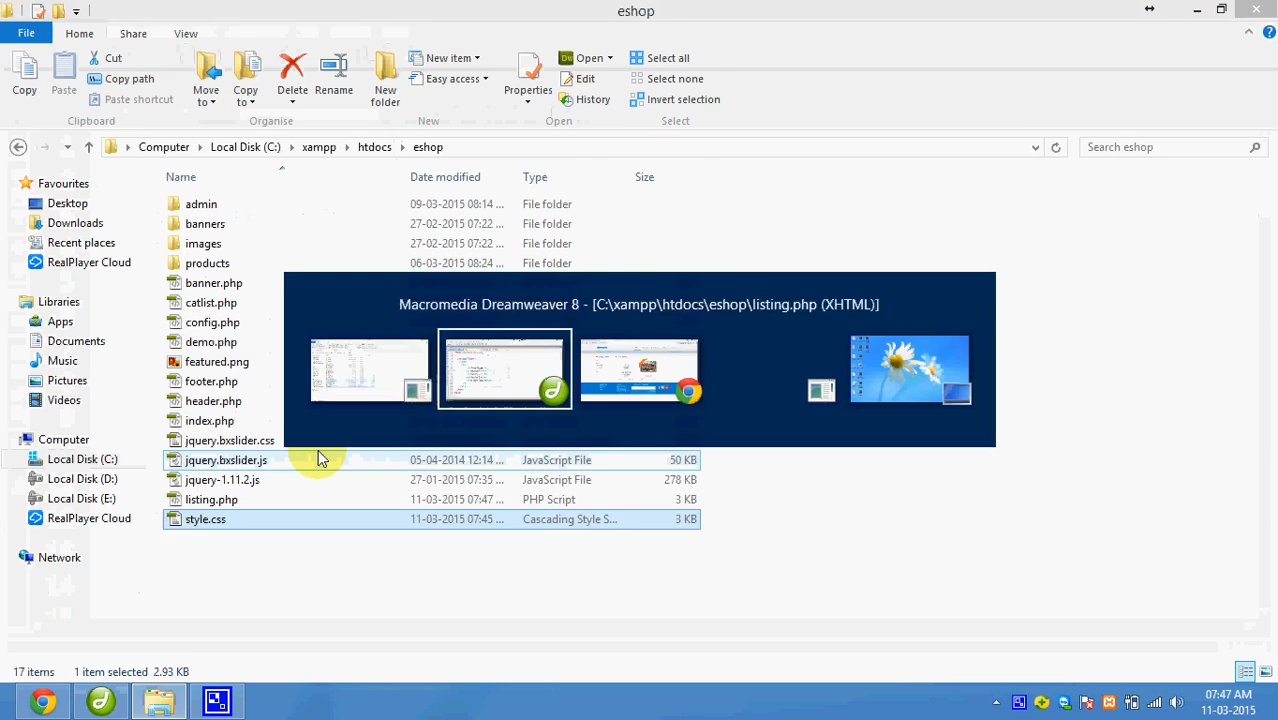 eshop
File
Home
Share
View
Copy
Paste
Cut
Copy path
Paste shortcut
Clipboard
Move to
Copy to
Delete
Rename
Organise
New folder
New item
Easy access
New
Properties
Open
Edit
History
Open
Select all
Select none
Invert selection
Select
Computer
Local Disk (C:)
xampp
htdocs
eshop
Search eshop
Name
Date modified
Type
Size
Favourites
Desktop
Downloads
Recent places
RealPlayer Cloud
Libraries
Apps
Documents
Music
Pictures
Videos
Computer
Local Disk (C:)
Local Disk (D:)
Local Disk (E:)
RealPlayer Cloud
Network
admin 09-03-2015 08:14 ... File folder
banners 27-02-2015 07:22 ... File folder
images 27-02-2015 07:22 ... File folder
products 06-03-2015 08:24 ... File folder
banner.php
catlist.php
config.php
demo.php
featured.png
footer.php
header.php
index.php
jquery.bxslider.css
jquery.bxslider.js 05-04-2014 12:14 ... JavaScript File 50 KB
jquery-1.11.2.js 27-01-2015 07:35 ... JavaScript File 278 KB
listing.php 11-03-2015 07:47 ... PHP Script 3 KB
style.css 11-03-2015 07:45 ... Cascading Style S... 3 KB
Macromedia Dreamweaver 8 - [C:\xampp\htdocs\eshop\listing.php (XHTML)]
17 items 1 item selected 2.93 KB
07:47 AM
11-03-2015